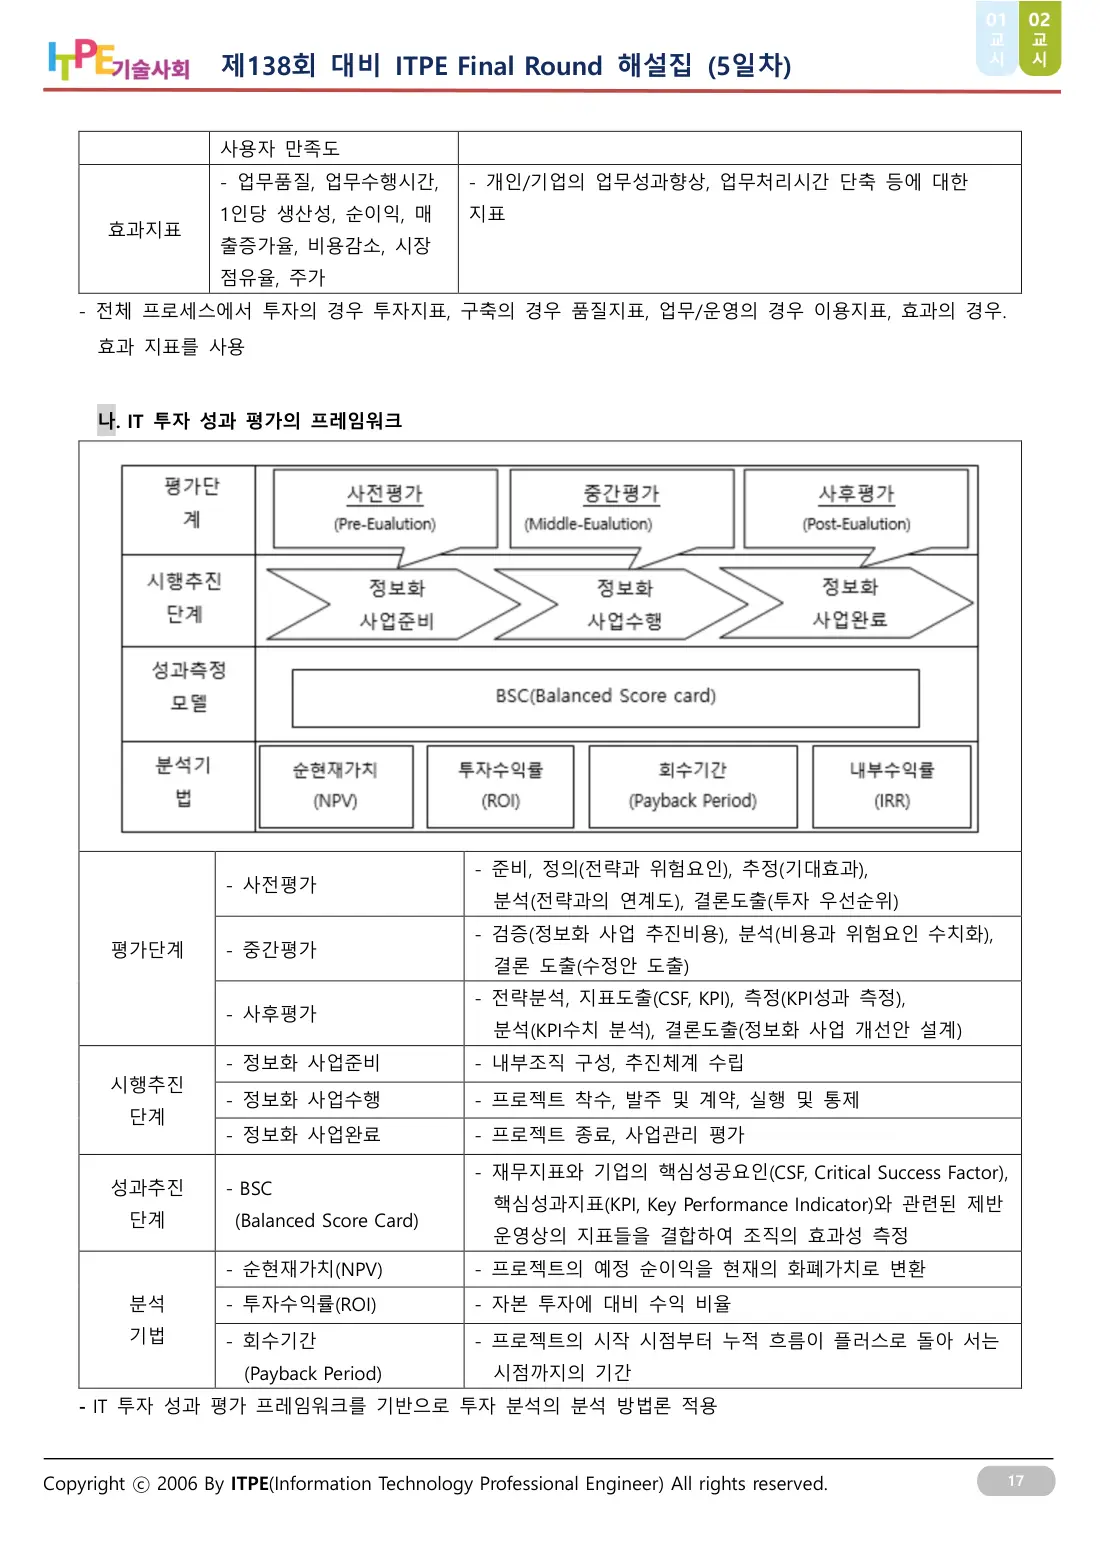 01
교
시
02
교
시
ITPE기술사회 제138회 대비 ITPE Final Round 해설집 (5일차)
사용자 만족도
효과지표
- 업무품질, 업무수행시간,
1인당 생산성, 순이익, 매
출증가율, 비용감소, 시장
점유율, 주가
- 개인/기업의 업무성과향상, 업무처리시간 단축 등에 대한
지표
- 전체 프로세스에서 투자의 경우 투자지표, 구축의 경우 품질지표, 업무/운영의 경우 이용지표, 효과의 경우.
효과 지표를 사용
나. IT 투자 성과 평가의 프레임워크
평가단
계
사전평가
(Pre-Eualution)
중간평가
(Middle-Eualution)
사후평가
(Post-Eualution)
시행추진
단계
정보화
사업준비
정보화
사업수행
정보화
사업완료
성과측정
모델
BSC(Balanced Score card)
분석기
법
순현재가치
(NPV)
투자수익률
(ROI)
회수기간
(Payback Period)
내부수익률
(IRR)
평가단계
- 사전평가
- 준비, 정의(전략과 위험요인), 추정(기대효과),
분석(전략과의 연계도), 결론도출(투자 우선순위)
- 중간평가
- 검증(정보화 사업 추진비용), 분석(비용과 위험요인 수치화),
결론 도출(수정안 도출)
- 사후평가
- 전략분석, 지표도출(CSF, KPI), 측정(KPI성과 측정),
분석(KPI수치 분석), 결론도출(정보화 사업 개선안 설계)
시행추진
단계
- 정보화 사업준비
- 내부조직 구성, 추진체계 수립
- 정보화 사업수행
- 프로젝트 착수, 발주 및 계약, 실행 및 통제
- 정보화 사업완료
- 프로젝트 종료, 사업관리 평가
성과추진
단계
- BSC
(Balanced Score Card)
- 재무지표와 기업의 핵심성공요인(CSF, Critical Success Factor),
핵심성과지표(KPI, Key Performance Indicator)와 관련된 제반
운영상의 지표들을 결합하여 조직의 효과성 측정
분석
기법
- 순현재가치(NPV)
- 프로젝트의 예정 순이익을 현재의 화폐가치로 변환
- 투자수익률(ROI)
- 자본 투자에 대비 수익 비율
- 회수기간
(Payback Period)
- 프로젝트의 시작 시점부터 누적 흐름이 플러스로 돌아 서는
시점까지의 기간
- IT 투자 성과 평가 프레임워크를 기반으로 투자 분석의 분석 방법론 적용
Copyright ⓒ 2006 By ITPE(Information Technology Professional Engineer) All rights reserved.
17